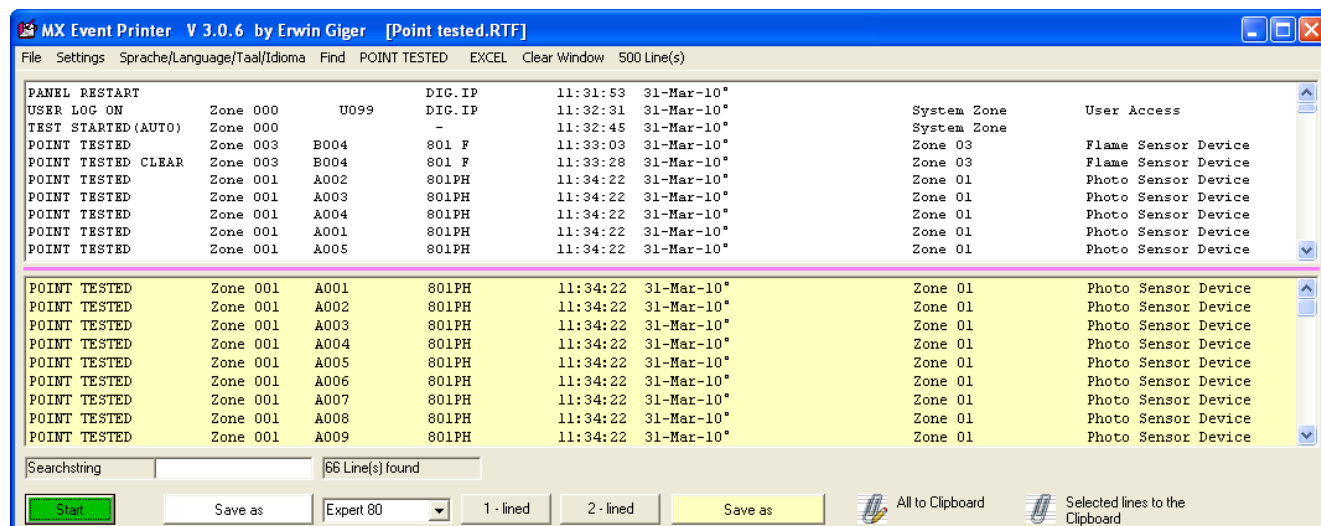 MX Event Printer V 3.0.6 by Erwin Giger [Point tested.RTF]
File Settings Sprache/Language/Taal/Idioma Find POINT TESTED EXCEL Clear Window 500 Line(s)
PANEL RESTART DIG.IP 11:31:53 31-Mar-10"
USER LOG ON Zone 000 U099 DIG.IP 11:32:31 31-Mar-10" System Zone User Access
TEST STARTED(AUTO) Zone 000 - 11:32:45 31-Mar-10" System Zone
POINT TESTED Zone 003 B004 801 F 11:33:03 31-Mar-10" Zone 03 Flame Sensor Device
POINT TESTED CLEAR Zone 003 B004 801 F 11:33:28 31-Mar-10" Zone 03 Flame Sensor Device
POINT TESTED Zone 001 A002 801PH 11:34:22 31-Mar-10" Zone 01 Photo Sensor Device
POINT TESTED Zone 001 A003 801PH 11:34:22 31-Mar-10" Zone 01 Photo Sensor Device
POINT TESTED Zone 001 A004 801PH 11:34:22 31-Mar-10" Zone 01 Photo Sensor Device
POINT TESTED Zone 001 A001 801PH 11:34:22 31-Mar-10" Zone 01 Photo Sensor Device
POINT TESTED Zone 001 A005 801PH 11:34:22 31-Mar-10" Zone 01 Photo Sensor Device
POINT TESTED Zone 001 A001 801PH 11:34:22 31-Mar-10" Zone 01 Photo Sensor Device
POINT TESTED Zone 001 A002 801PH 11:34:22 31-Mar-10" Zone 01 Photo Sensor Device
POINT TESTED Zone 001 A003 801PH 11:34:22 31-Mar-10" Zone 01 Photo Sensor Device
POINT TESTED Zone 001 A004 801PH 11:34:22 31-Mar-10" Zone 01 Photo Sensor Device
POINT TESTED Zone 001 A005 801PH 11:34:22 31-Mar-10" Zone 01 Photo Sensor Device
POINT TESTED Zone 001 A006 801PH 11:34:22 31-Mar-10" Zone 01 Photo Sensor Device
POINT TESTED Zone 001 A007 801PH 11:34:22 31-Mar-10" Zone 01 Photo Sensor Device
POINT TESTED Zone 001 A008 801PH 11:34:22 31-Mar-10" Zone 01 Photo Sensor Device
POINT TESTED Zone 001 A009 801PH 11:34:22 31-Mar-10" Zone 01 Photo Sensor Device
Searchstring 66 Line(s) found
Start Save as Expert 80 1 - lined 2 - lined Save as All to Clipboard Selected lines to the
Clipboard